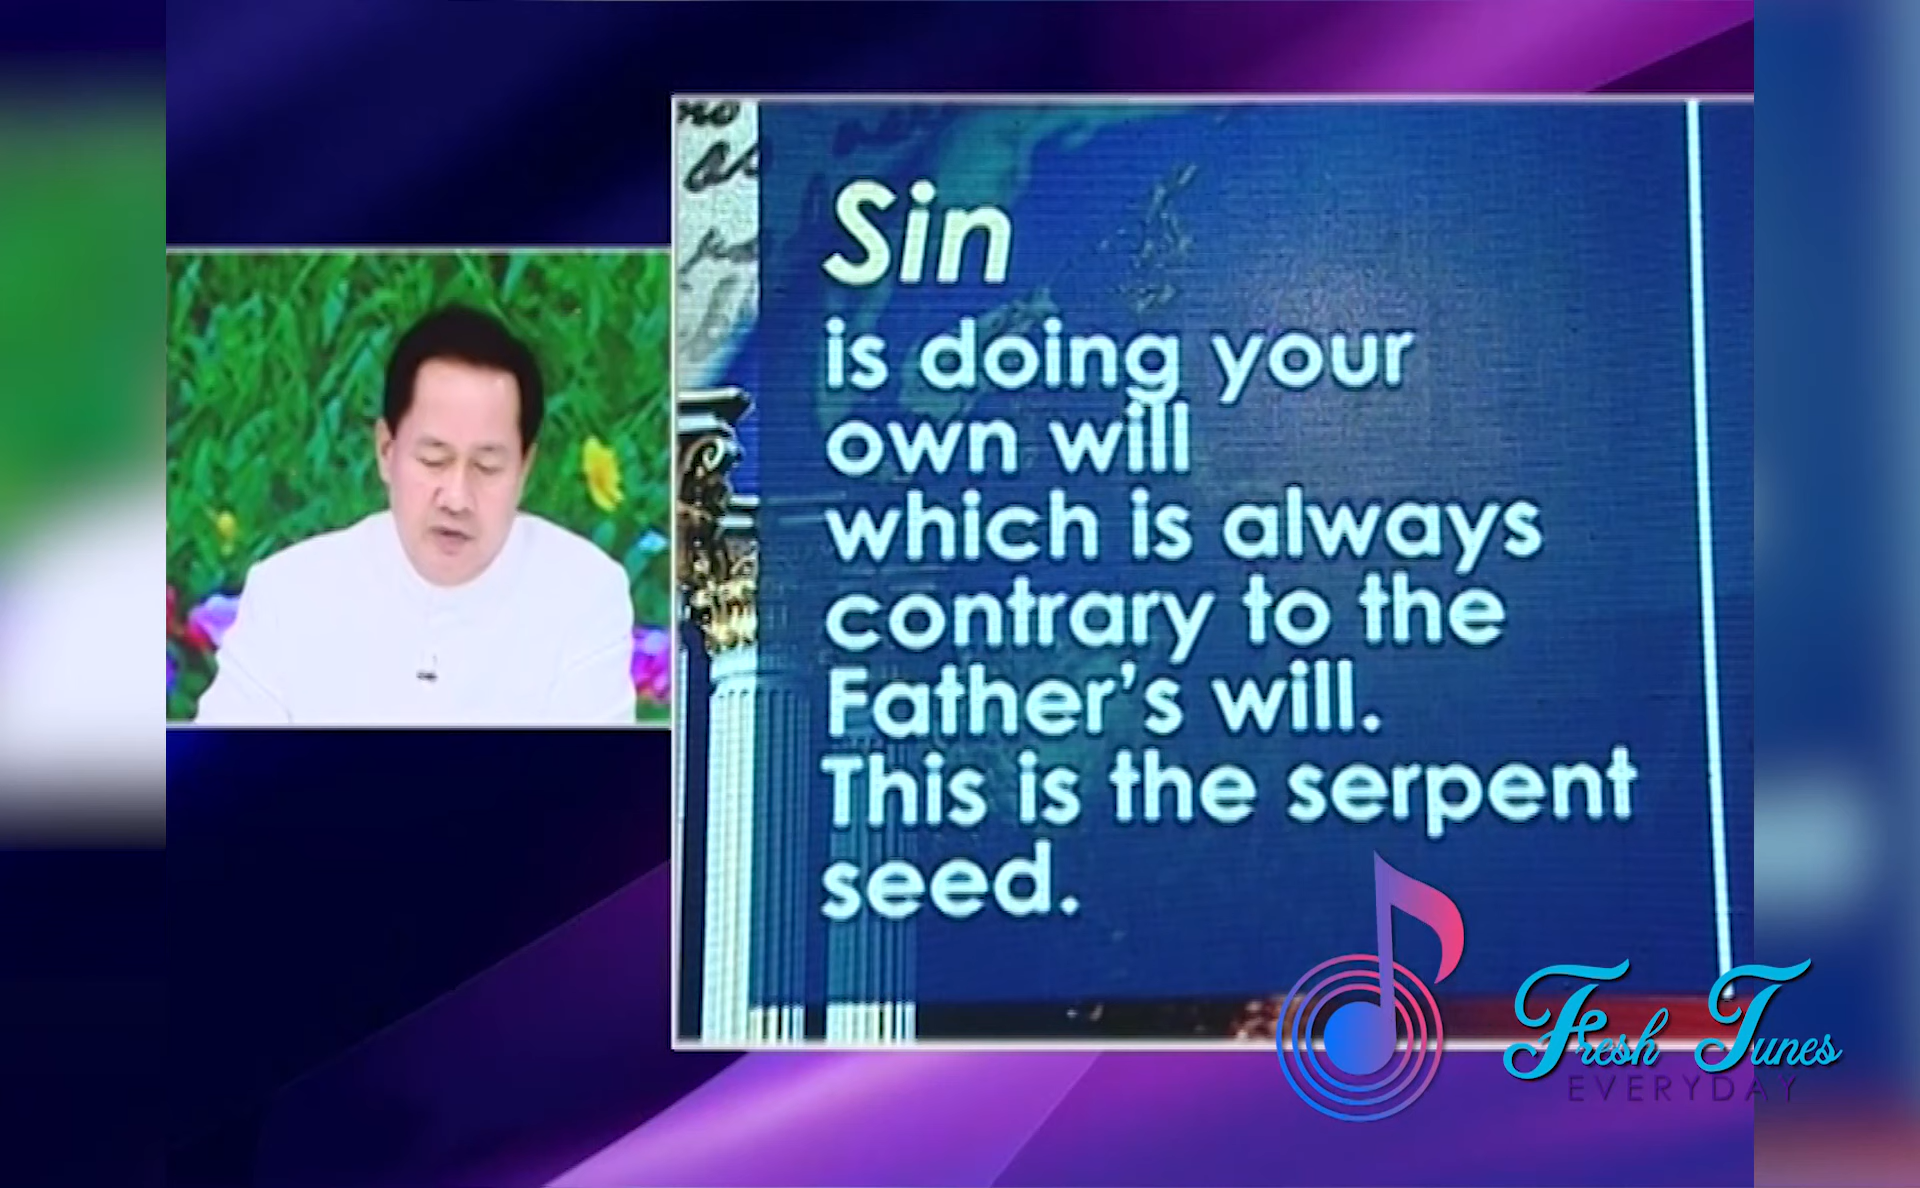 no
Sin
is doing your
own will
which is always
contrary to the
Father's will.
This is the serpent
seed.
Fresh Tunes
EVERYDAY